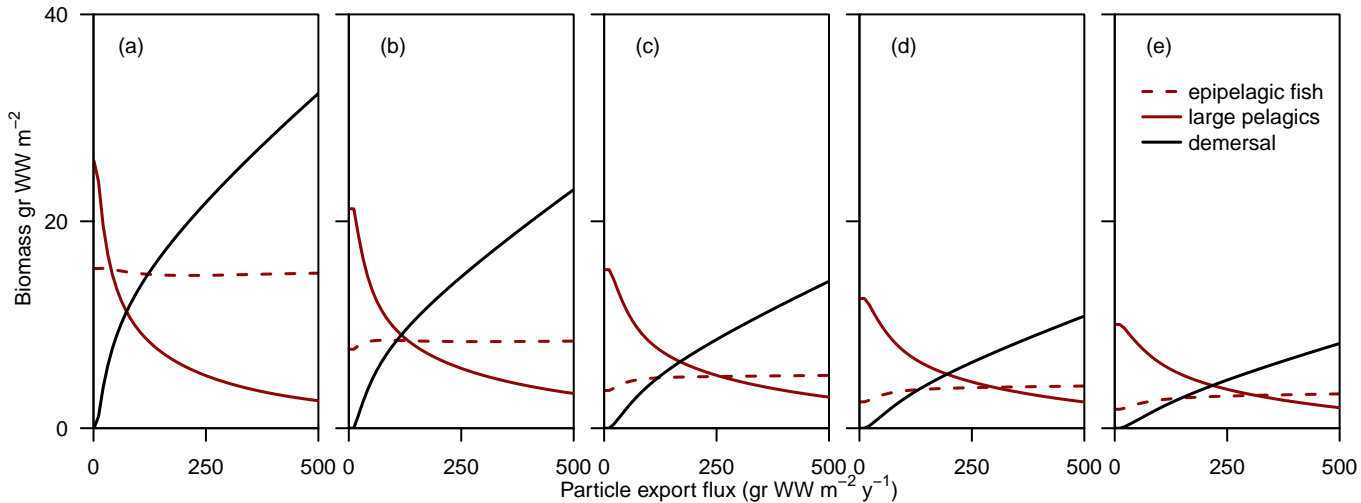 Biomass gr WW m⁻²
40
20
0
(a)
(b)
(c)
(d)
(e)
epipelagic fish
large pelagics
demersal
0 250 500
0 250 500
0 250 500
0 250 500
0 250 500
Particle export flux (gr WW m⁻² y⁻¹)